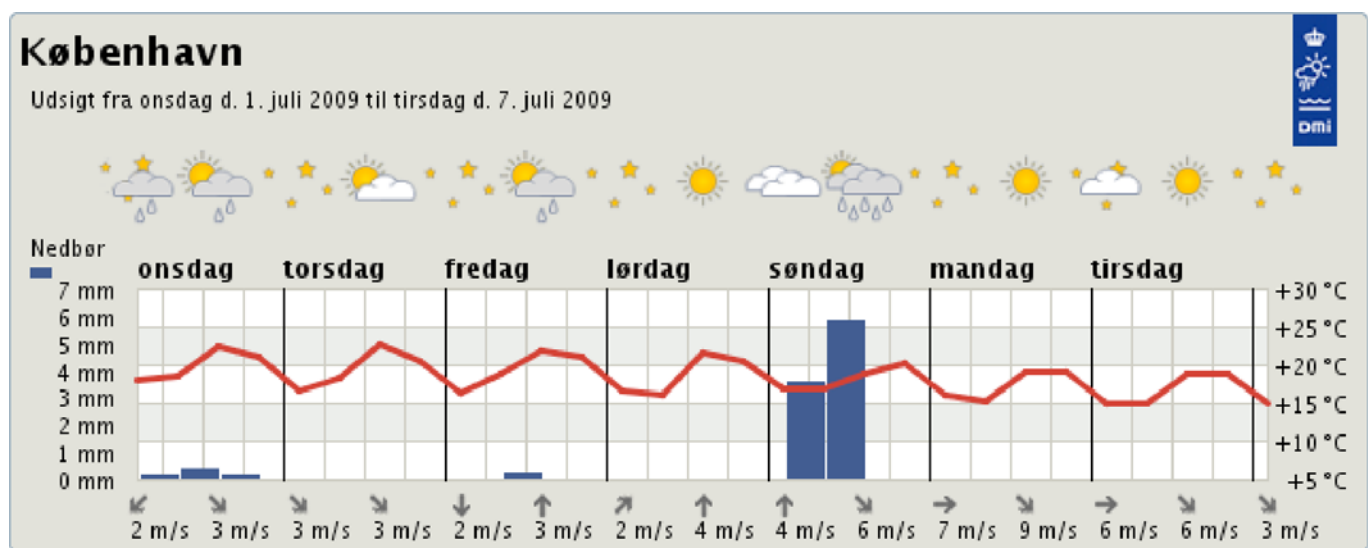 København
Udsigt fra onsdag d. 1. juli 2009 til tirsdag d. 7. juli 2009
DMi
Nedbør
onsdag torsdag fredag lørdag søndag mandag tirsdag
7 mm +30 °C
6 mm +25 °C
5 mm +20 °C
4 mm +15 °C
3 mm +10 °C
2 mm +5 °C
1 mm
0 mm
2 m/s 3 m/s 3 m/s 3 m/s 2 m/s 3 m/s 2 m/s 4 m/s 4 m/s 6 m/s 7 m/s 9 m/s 6 m/s 6 m/s 3 m/s